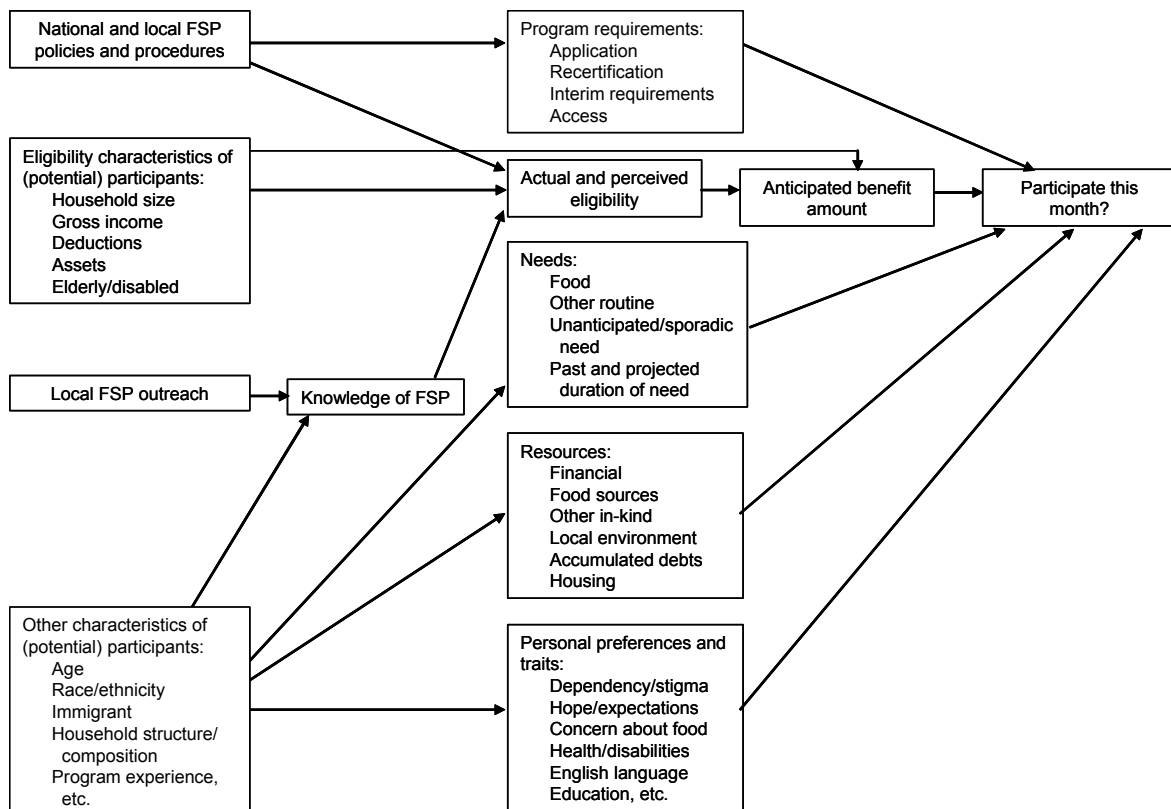 National and local FSP
policies and procedures
Program requirements:
Application
Recertification
Interim requirements
Access
Eligibility characteristics of
(potential) participants:
Household size
Gross income
Deductions
Assets
Elderly/disabled
Actual and perceived
eligibility
Anticipated benefit
amount
Participate this
month?
Needs:
Food
Other routine
Unanticipated/sporadic
need
Past and projected
duration of need
Local FSP outreach
Knowledge of FSP
Resources:
Financial
Food sources
Other in-kind
Local environment
Accumulated debts
Housing
Other characteristics of
(potential) participants:
Age
Race/ethnicity
Immigrant
Household structure/
composition
Program experience,
etc.
Personal preferences and
traits:
Dependency/stigma
Hope/expectations
Concern about food
Health/disabilities
English language
Education, etc.